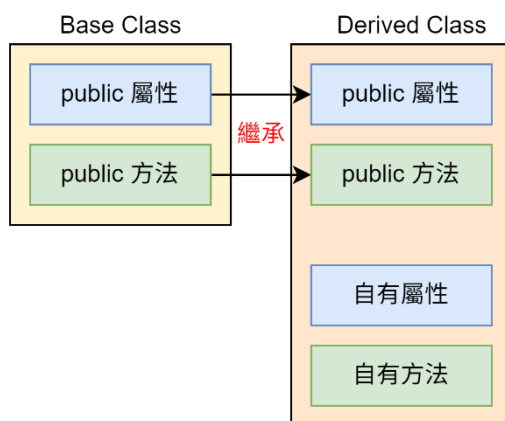 Base Class
public 屬性
public 方法
繼承
Derived Class
public 屬性
public 方法
自有屬性
自有方法